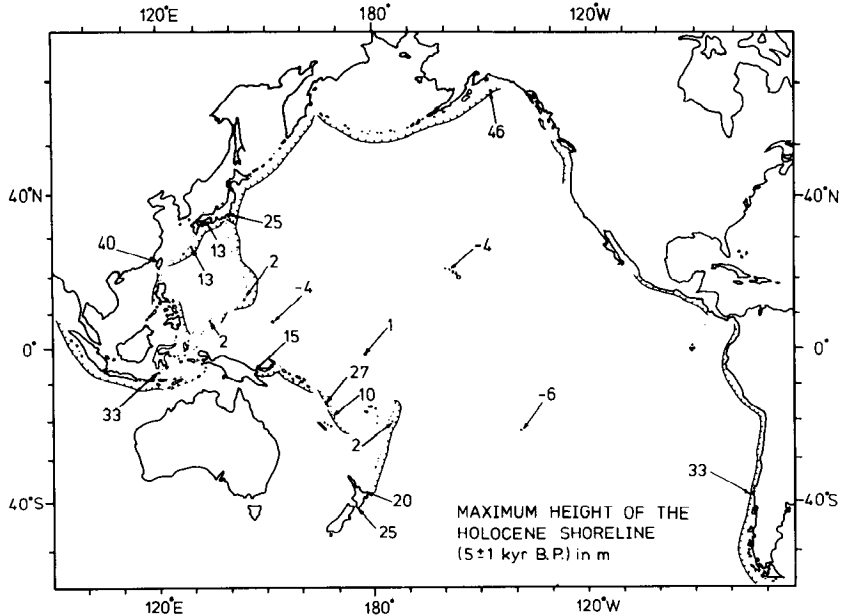 120°E 180° 120°W
40°N
40°N
46
25
40
13
13
2
-4
-4
2
1
0°
0°
15
27
10
33
-6
2
33
40°S
20
40°S
25
MAXIMUM HEIGHT OF THE
HOLOCENE SHORELINE
(5±1 kyr B.P.) in m
120°E 180° 120°W